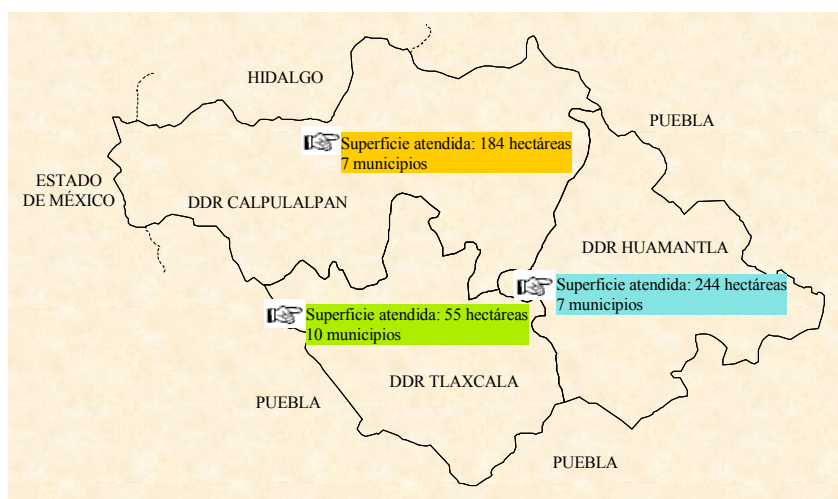 HIDALGO
PUEBLA
Superficie atendida: 184 hectáreas
7 municipios
ESTADO
DE MÉXICO
DDR CALPULALPAN
DDR HUAMANTLA
Superficie atendida: 244 hectáreas
7 municipios
Superficie atendida: 55 hectáreas
10 municipios
DDR TLAXCALA
PUEBLA
PUEBLA